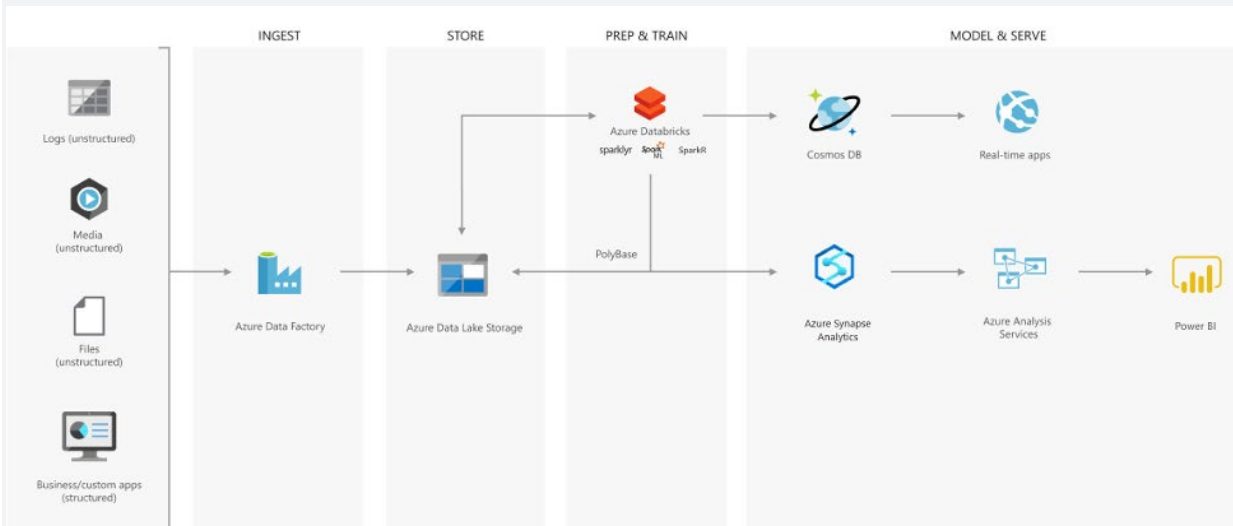 INGEST
STORE
PREP & TRAIN
MODEL & SERVE
Logs (unstructured)
Media
(unstructured)
Files
(unstructured)
Business/custom apps
(structured)
Azure Data Factory
Azure Data Lake Storage
Azure Databricks
sparklyr
Spark
ML
SparkR
PolyBase
Cosmos DB
Real-time apps
Azure Synapse
Analytics
Azure Analysis
Services
Power BI